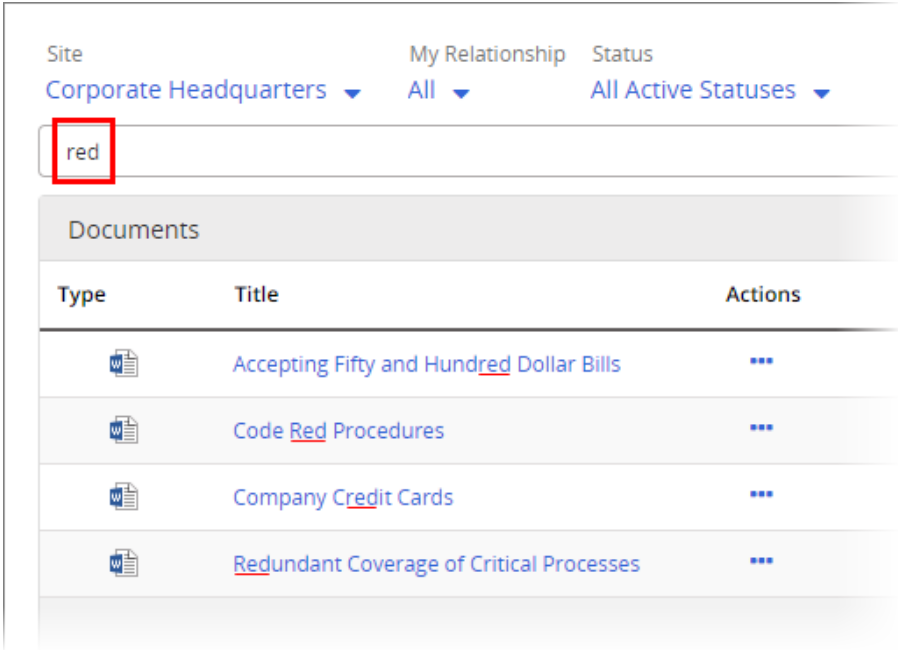 Site My Relationship Status
Corporate Headquarters All All Active Statuses
red
Documents
Type Title Actions
W Accepting Fifty and Hundred Dollar Bills
W Code Red Procedures
W Company Credit Cards
W Redundant Coverage of Critical Processes